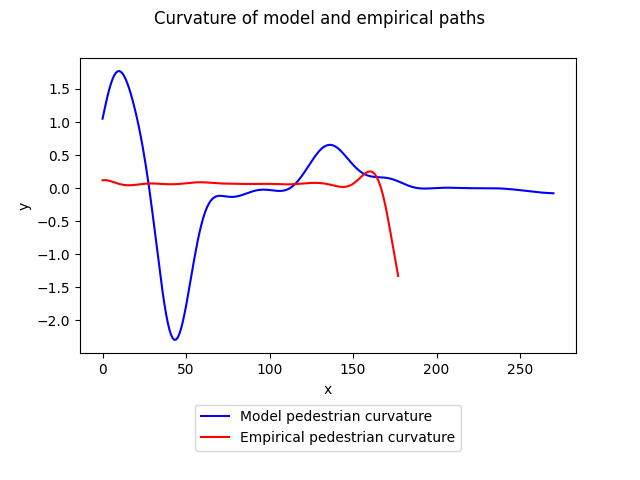 Curvature of model and empirical paths
1.5
1.0
0.5
0.0
−0.5
−1.0
−1.5
−2.0
y
0 50 100 150 200 250
x
Model pedestrian curvature
Empirical pedestrian curvature